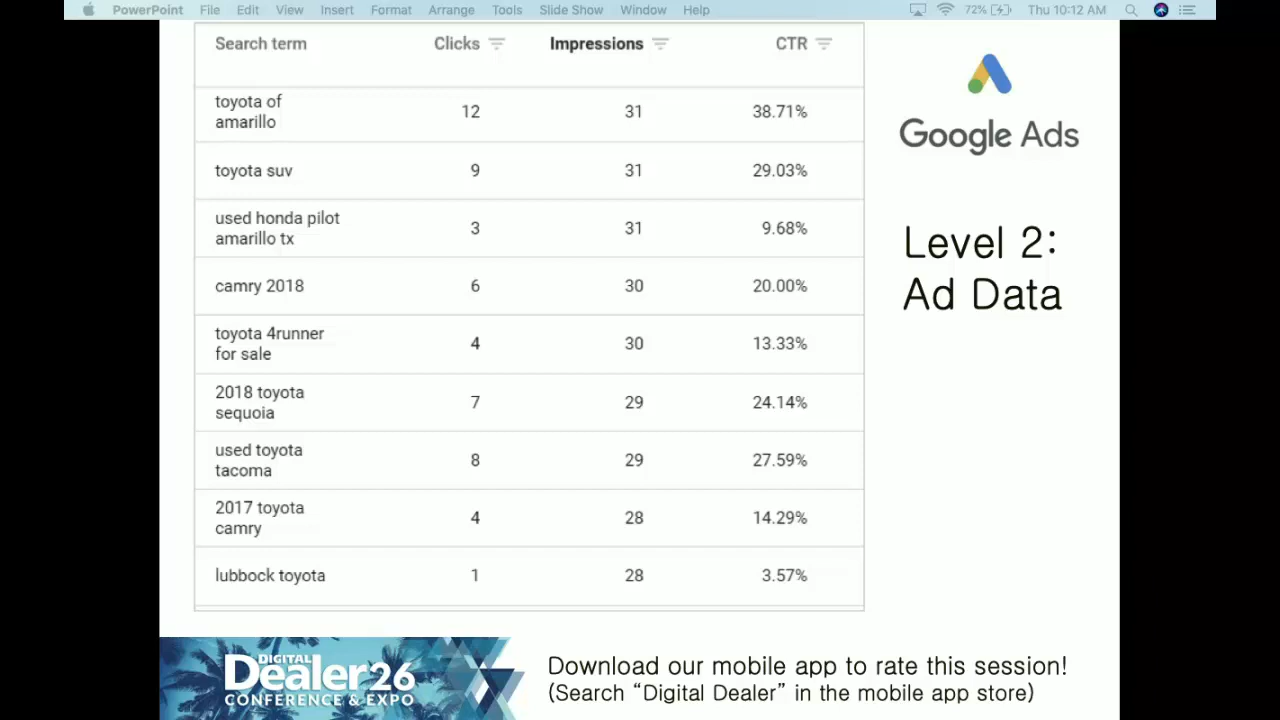 PowerPoint File Edit View Insert Format Arrange Tools Slide Show Window Help 72% Thu 10:12 AM
Search term Clicks Impressions CTR
toyota of
amarillo 12 31 38.71%
toyota suv 9 31 29.03%
used honda pilot
amarillo tx 3 31 9.68%
camry 2018 6 30 20.00%
toyota 4runner
for sale 4 30 13.33%
2018 toyota
sequoia 7 29 24.14%
used toyota
tacoma 8 29 27.59%
2017 toyota
camry 4 28 14.29%
lubbock toyota 1 28 3.57%
Google Ads
Level 2:
Ad Data
DIGITAL
Dealer26
CONFERENCE & EXPO
Download our mobile app to rate this session!
(Search “Digital Dealer” in the mobile app store)